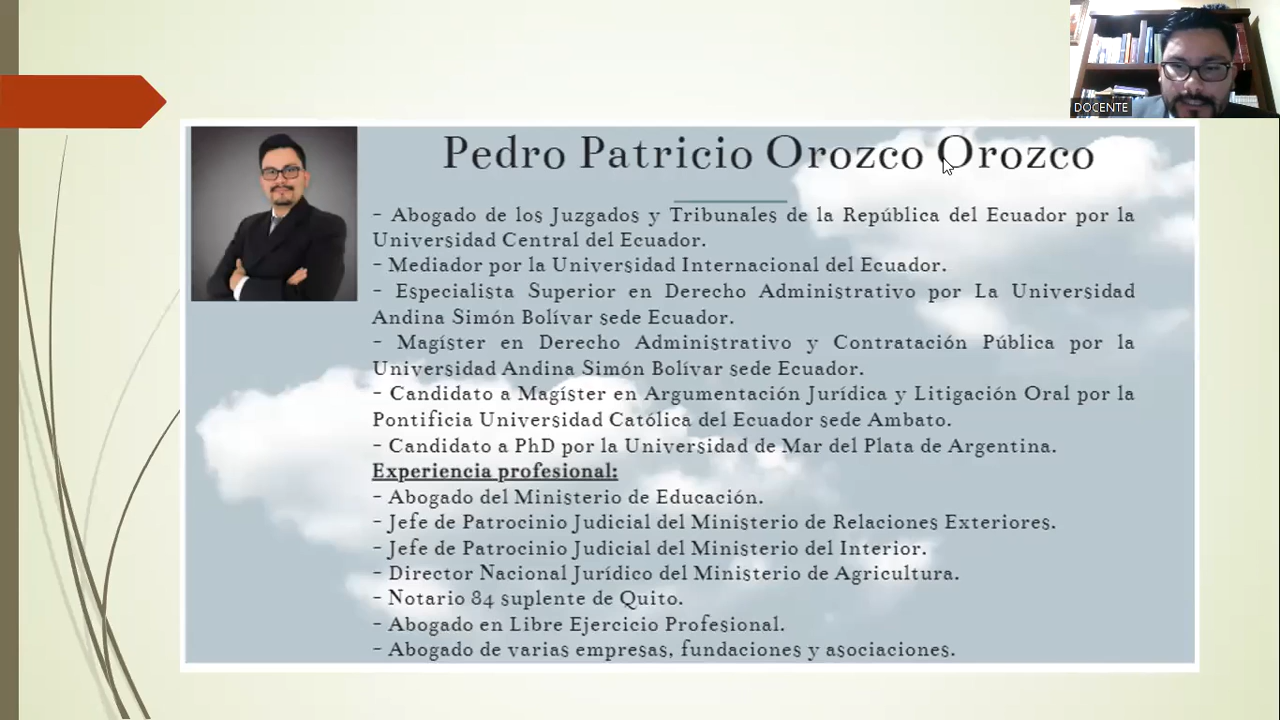 DOCENTE
Pedro Patricio Orozco Orozco
- Abogado de los Juzgados y Tribunales de la República del Ecuador por la
Universidad Central del Ecuador.
- Mediador por la Universidad Internacional del Ecuador.
- Especialista Superior en Derecho Administrativo por La Universidad
Andina Simón Bolívar sede Ecuador.
- Magíster en Derecho Administrativo y Contratación Pública por la
Universidad Andina Simón Bolívar sede Ecuador.
- Candidato a Magíster en Argumentación Jurídica y Litigación Oral por la
Pontificia Universidad Católica del Ecuador sede Ambato.
- Candidato a PhD por la Universidad de Mar del Plata de Argentina.
Experiencia profesional:
- Abogado del Ministerio de Educación.
- Jefe de Patrocinio Judicial del Ministerio de Relaciones Exteriores.
- Jefe de Patrocinio Judicial del Ministerio del Interior.
- Director Nacional Jurídico del Ministerio de Agricultura.
- Notario 84 suplente de Quito.
- Abogado en Libre Ejercicio Profesional.
- Abogado de varias empresas, fundaciones y asociaciones.